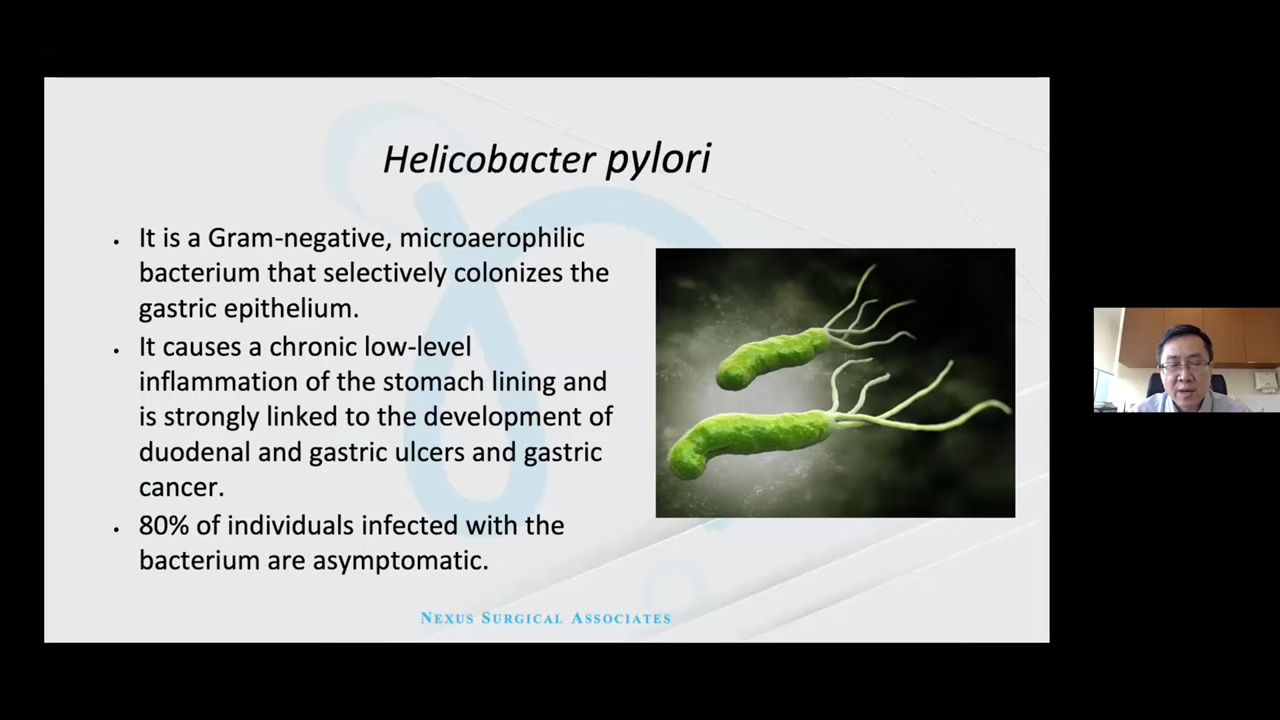 Helicobacter pylori
• It is a Gram-negative, microaerophilic
bacterium that selectively colonizes the
gastric epithelium.
• It causes a chronic low-level
inflammation of the stomach lining and
is strongly linked to the development of
duodenal and gastric ulcers and gastric
cancer.
• 80% of individuals infected with the
bacterium are asymptomatic.
NEXUS SURGICAL ASSOCIATES